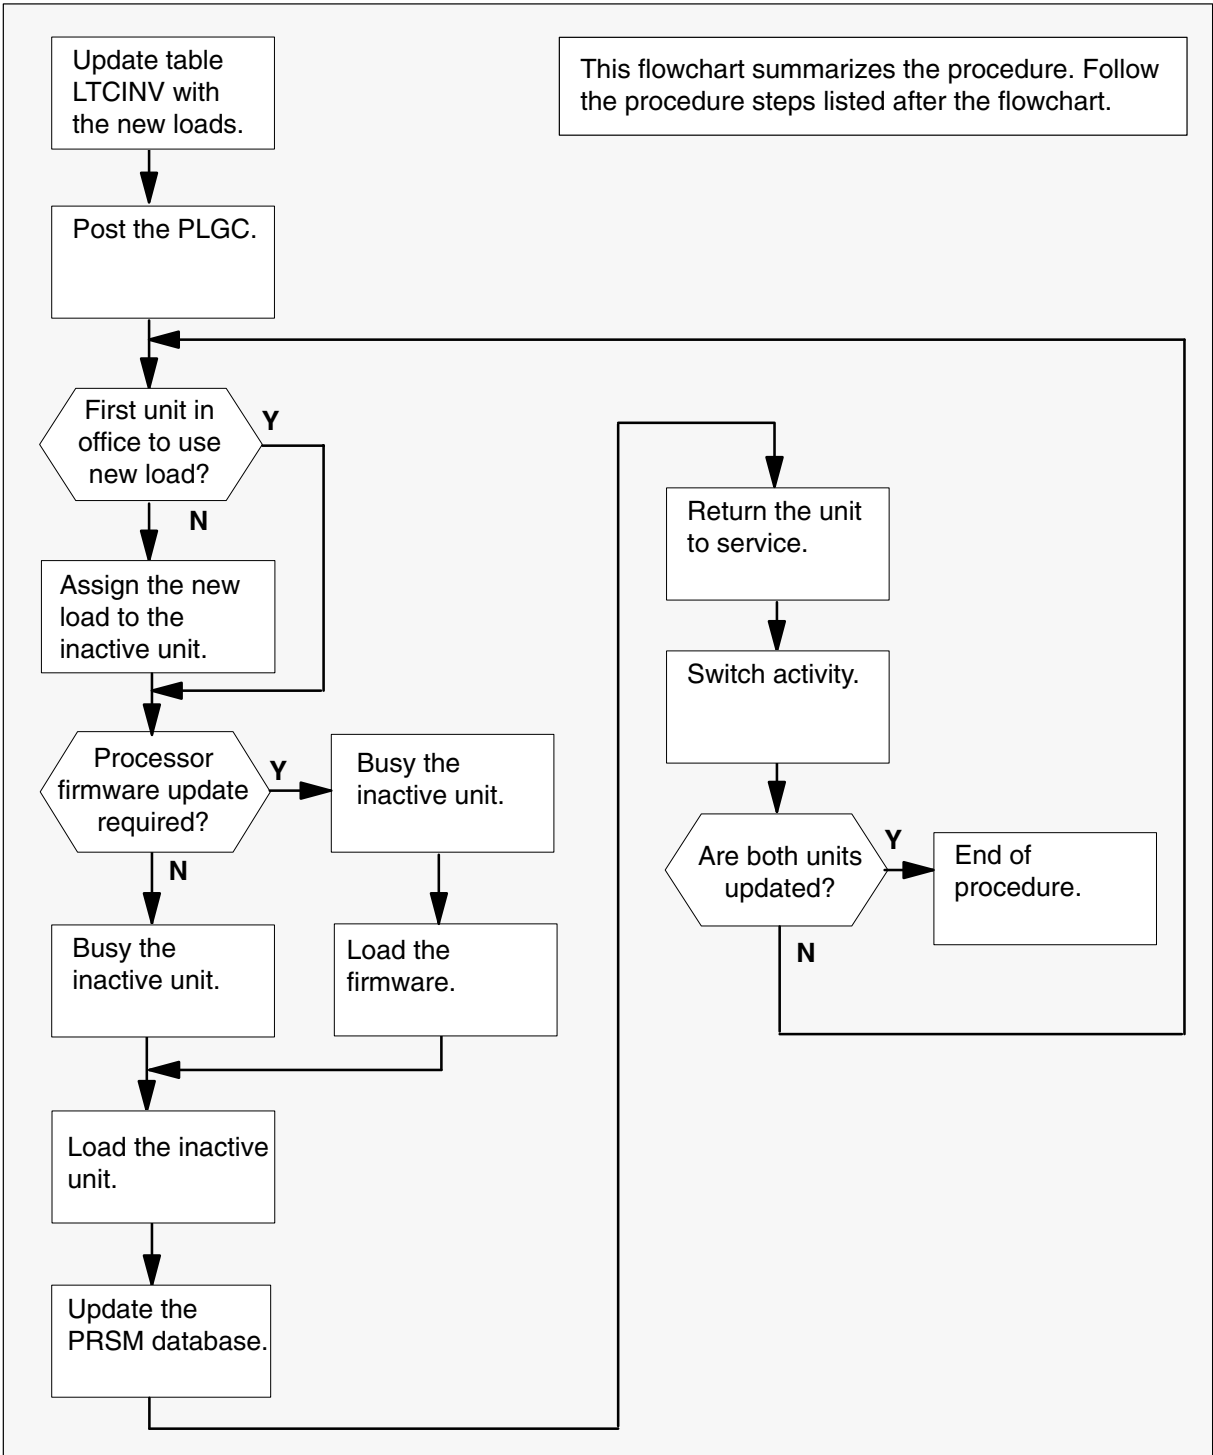 Update table
LTCINV with
the new loads.
This flowchart summarizes the procedure. Follow
the procedure steps listed after the flowchart.
Post the PLGC.
First unit in
office to use
new load?
Y
N
Assign the new
load to the
inactive unit.
Processor
firmware update
required?
Y
N
Busy the
inactive unit.
Load the
firmware.
Busy the
inactive unit.
Load the inactive
unit.
Update the
PRSM database.
Return the unit
to service.
Switch activity.
Are both units
updated?
Y
N
End of
procedure.